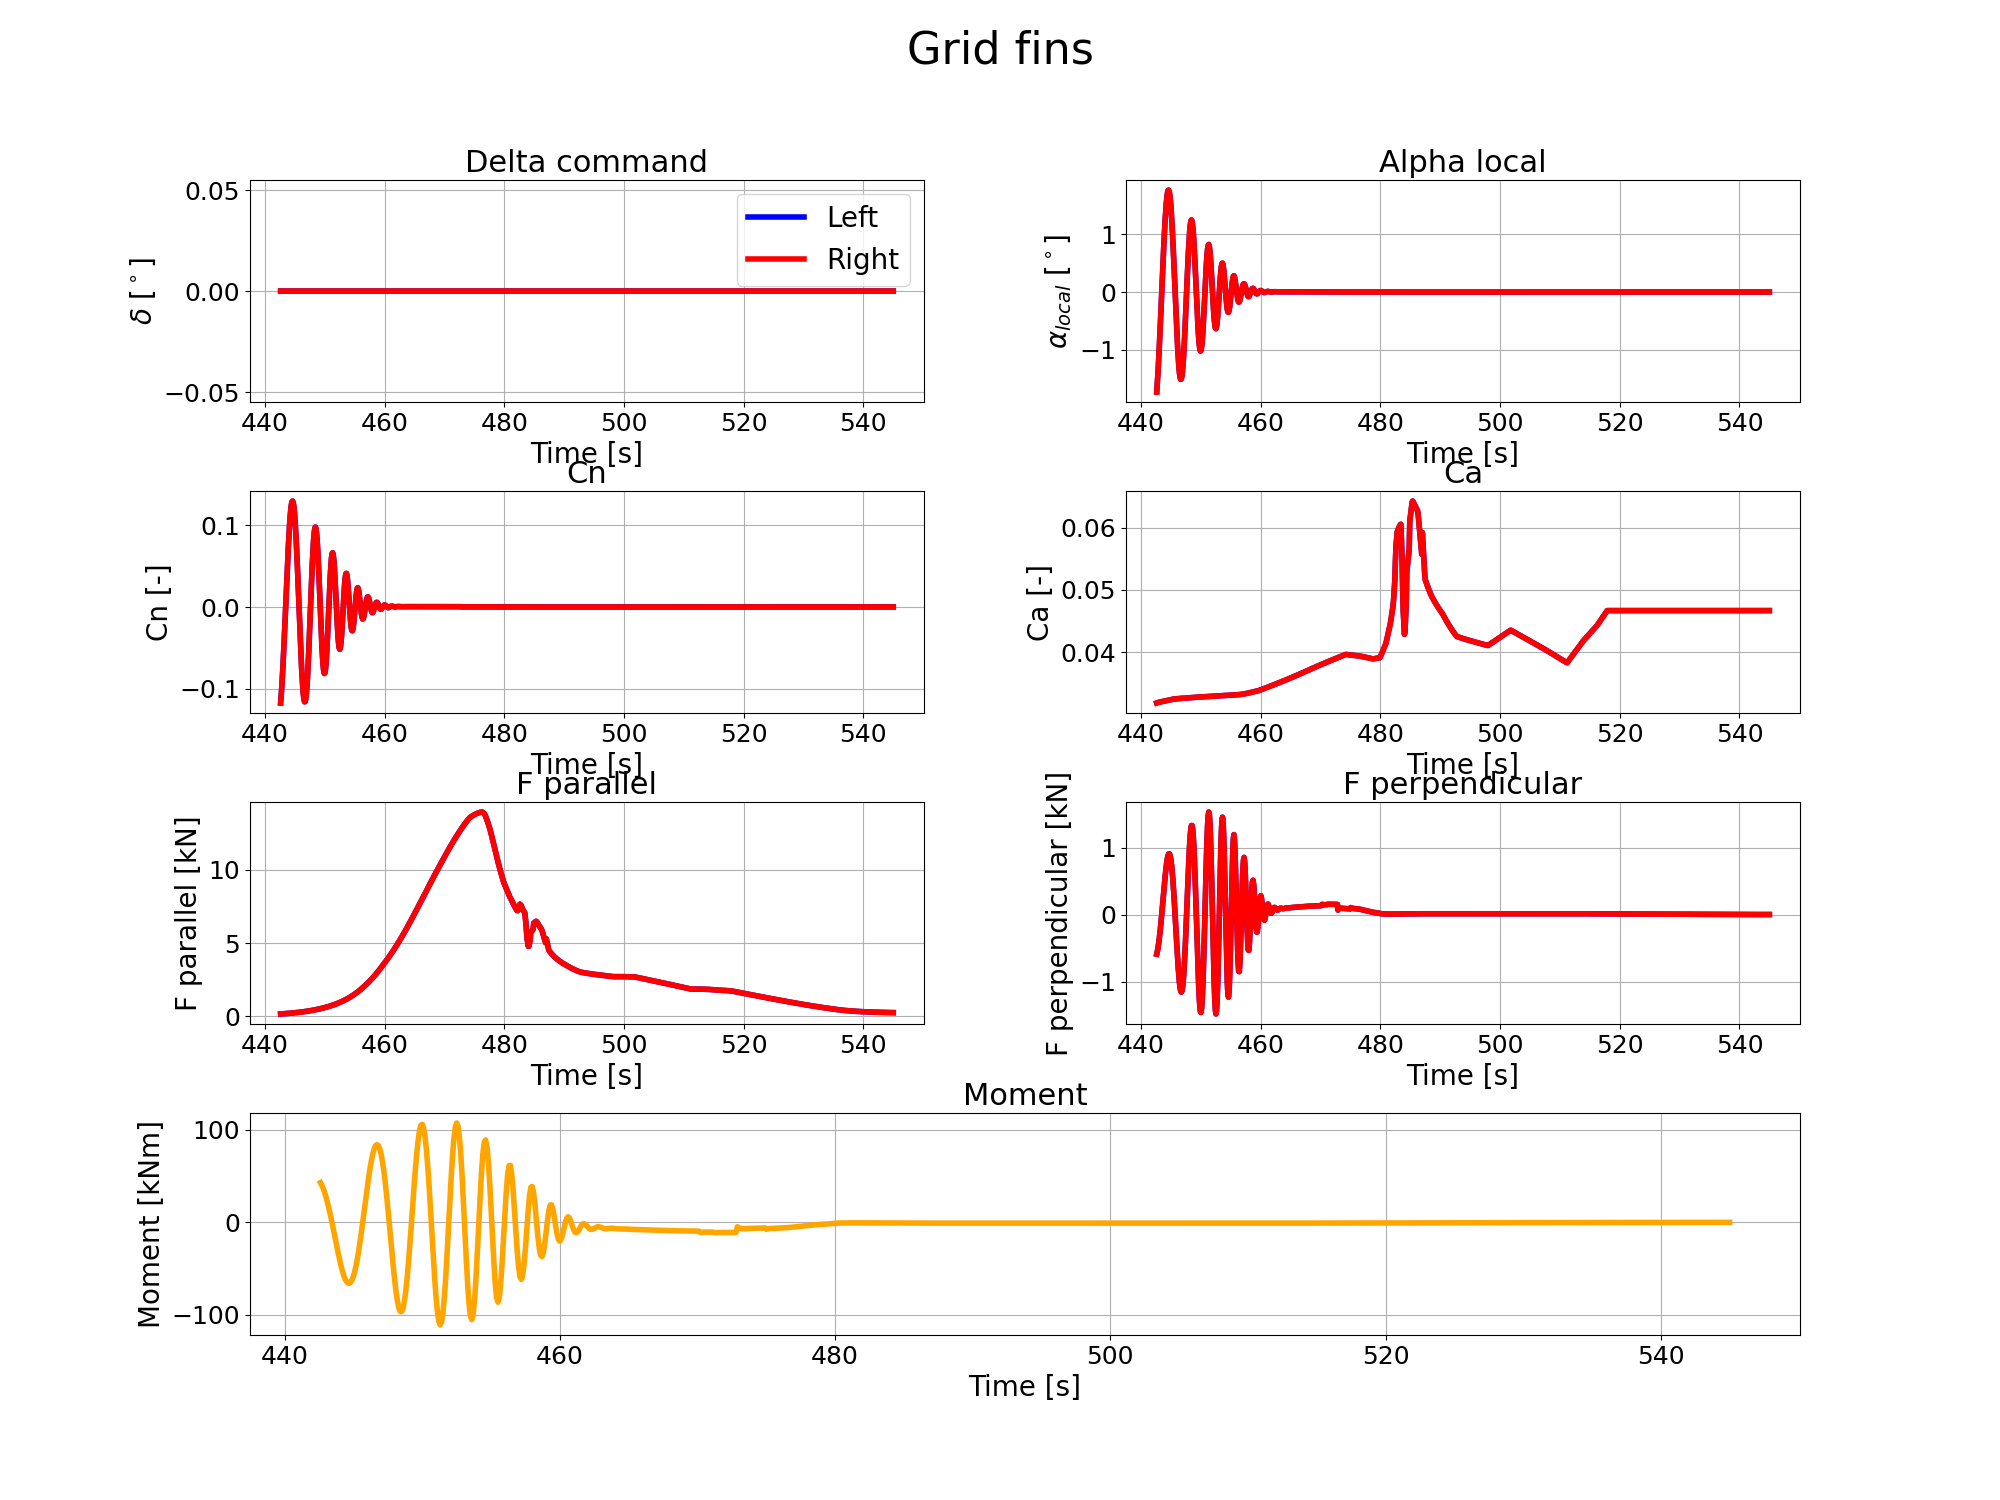 Grid fins
Delta command
δ [°]
0.05
0.00
−0.05
Left
Right
440 460 480 500 520 540
Time [s]
Alpha local
αlocal [°]
1
0
−1
440 460 480 500 520 540
Time [s]
Cn
Cn [-]
0.1
0.0
−0.1
440 460 480 500 520 540
Time [s]
Ca
Ca [-]
0.06
0.05
0.04
440 460 480 500 520 540
Time [s]
F parallel
F parallel [kN]
10
5
0
440 460 480 500 520 540
Time [s]
F perpendicular
F perpendicular [kN]
1
0
−1
440 460 480 500 520 540
Time [s]
Moment
Moment [kNm]
100
0
−100
440 460 480 500 520 540
Time [s]